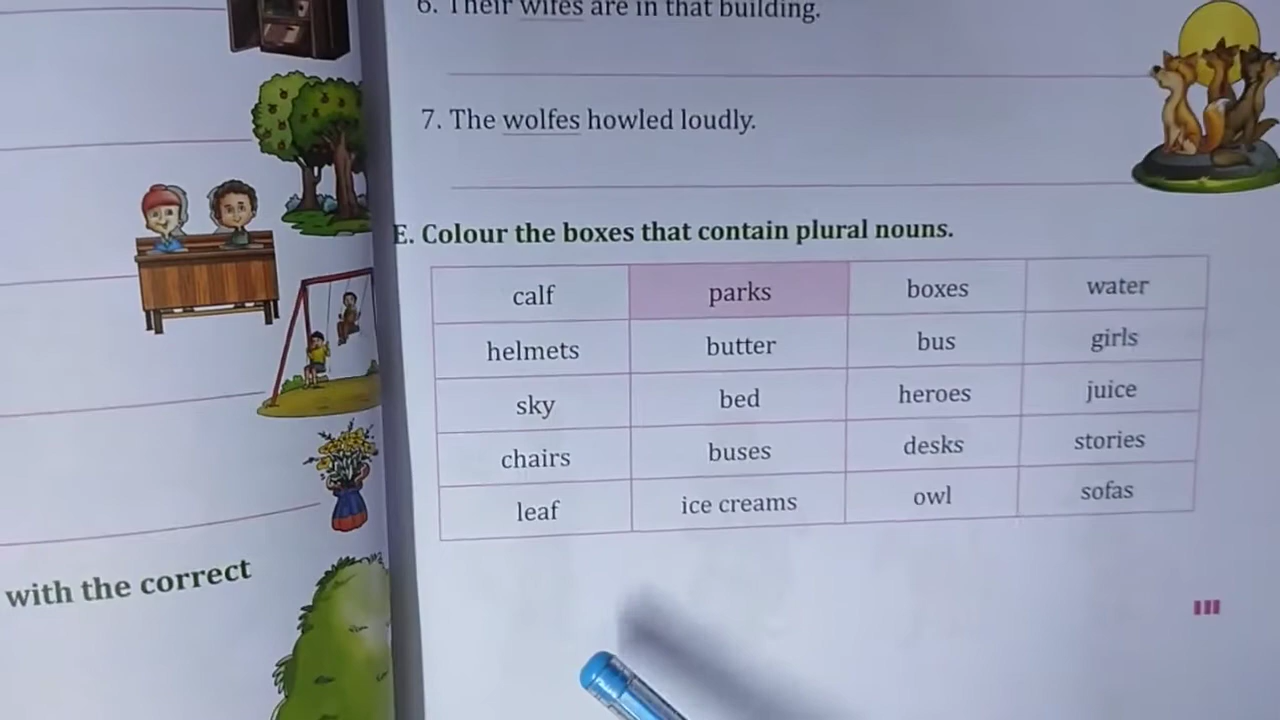 6. Their wifes are in that building.
7. The wolfes howled loudly.
E. Colour the boxes that contain plural nouns.
calf parks boxes water
helmets butter bus girls
sky bed heroes juice
chairs buses desks stories
leaf ice creams owl sofas
with the correct